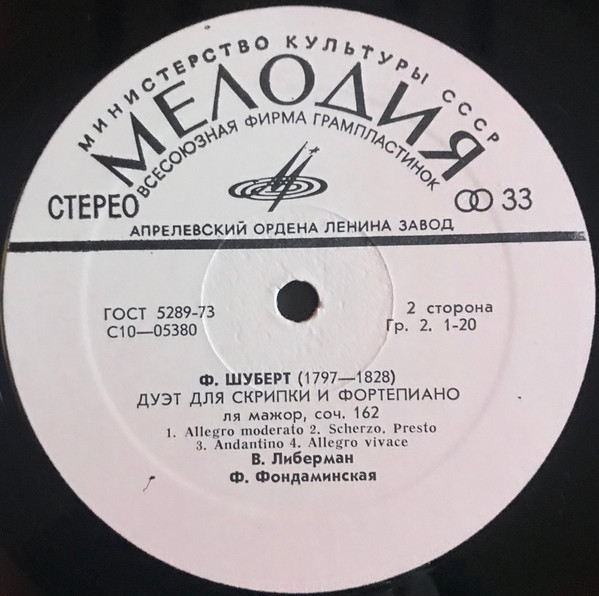 МИНИСТЕРСТВО КУЛЬТУРЫ СССР
МЕЛОДИЯ
ВСЕСОЮЗНАЯ ФИРМА ГРАМПЛАСТИНОК
СТЕРЕО
33
АПРЕЛЕВСКИЙ ОРДЕНА ЛЕНИНА ЗАВОД
ГОСТ 5289-73
С10—05380
2 сторона
Гр. 2. 1-20
Ф. ШУБЕРТ (1797—1828)
ДУЭТ ДЛЯ СКРИПКИ И ФОРТЕПИАНО
ля мажор, соч. 162
1. Allegro moderato 2. Scherzo. Presto
3. Andantino 4. Allegro vivace
В. Либерман
Ф. Фондаминская